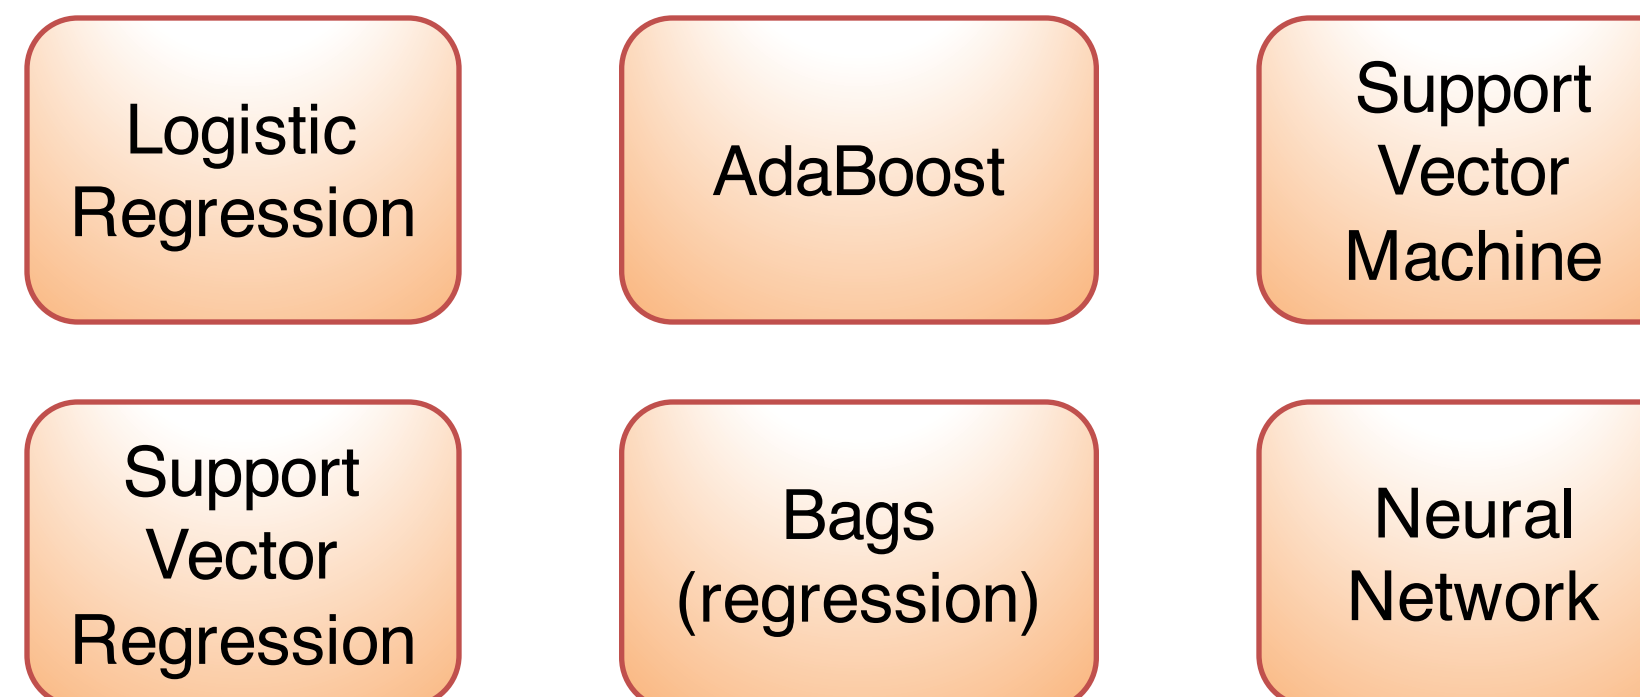 Logistic
Regression
AdaBoost
Support
Vector
Machine
Support
Vector
Regression
Bags
(regression)
Neural
Network